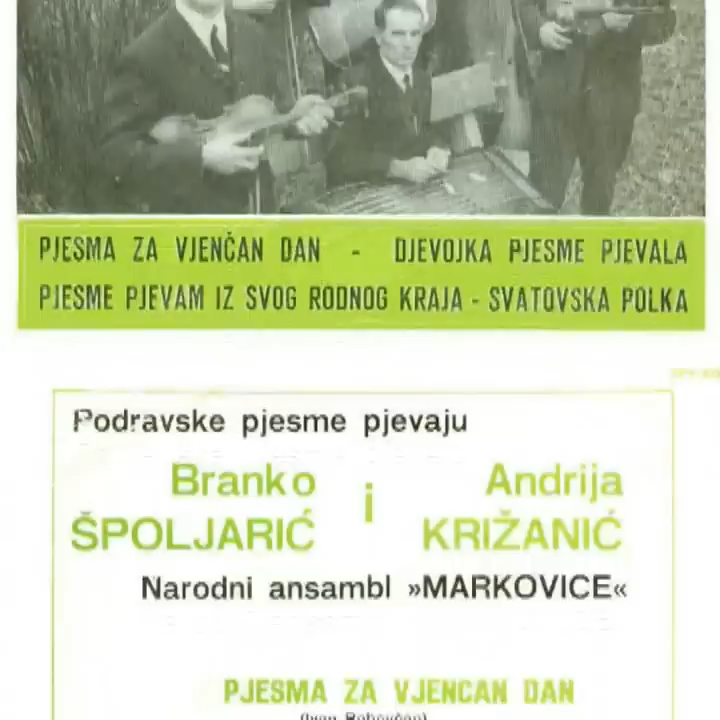 PJESMA ZA VJENČAN DAN - DJEVOJKA PJESME PJEVALA
PJESME PJEVAM IZ SVOG RODNOG KRAJA - SVATOVSKA POLKA
Podravske pjesme pjevaju
Branko i Andrija
ŠPOLJARIĆ KRIŽANIĆ
Narodni ansambl »MARKOVICE«
PJESMA ZA VJENCAN DAN